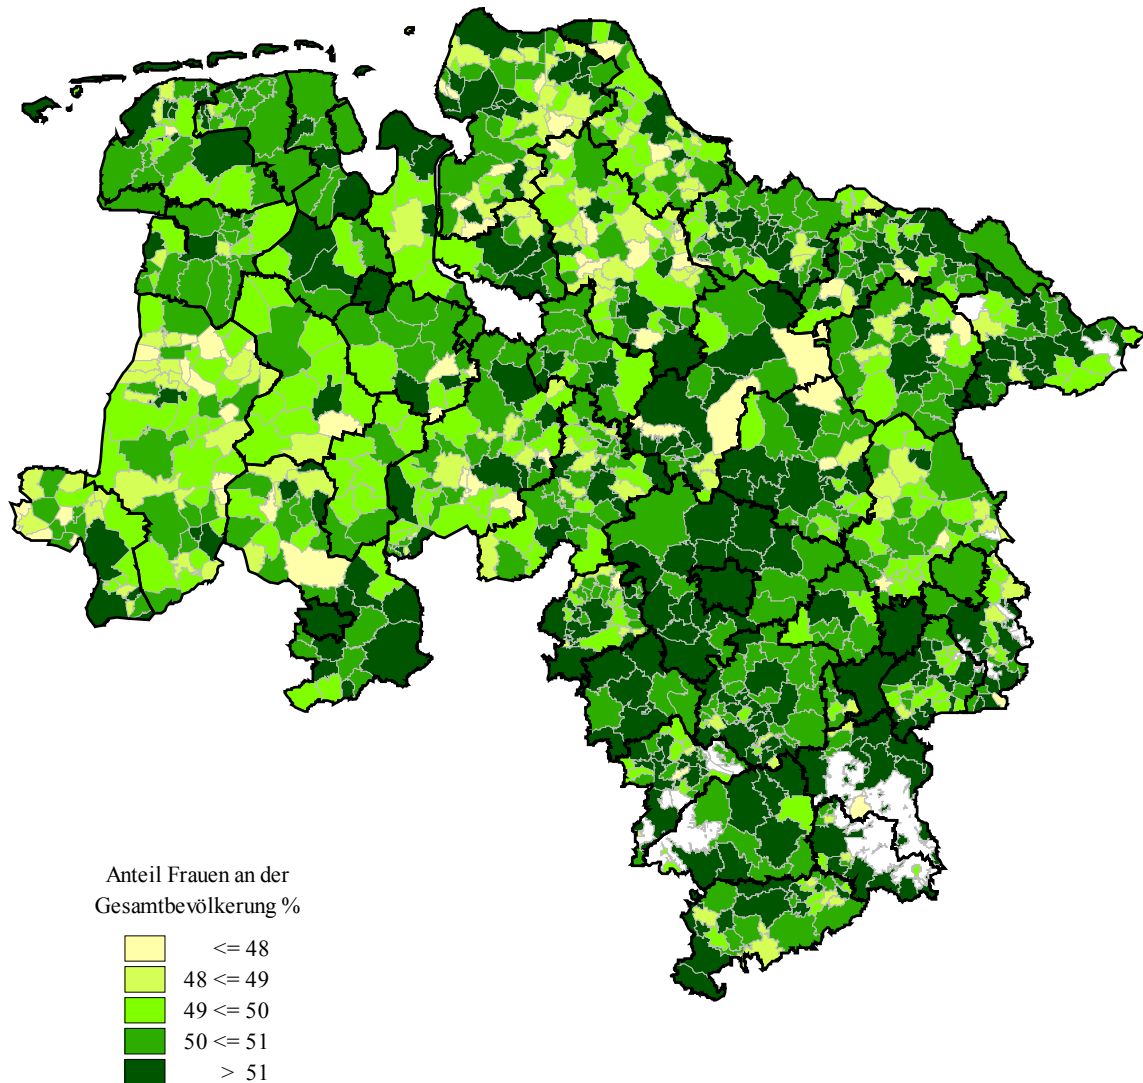 Anteil Frauen an der
Gesamtbevölkerung %
<= 48
48 <= 49
49 <= 50
50 <= 51
> 51